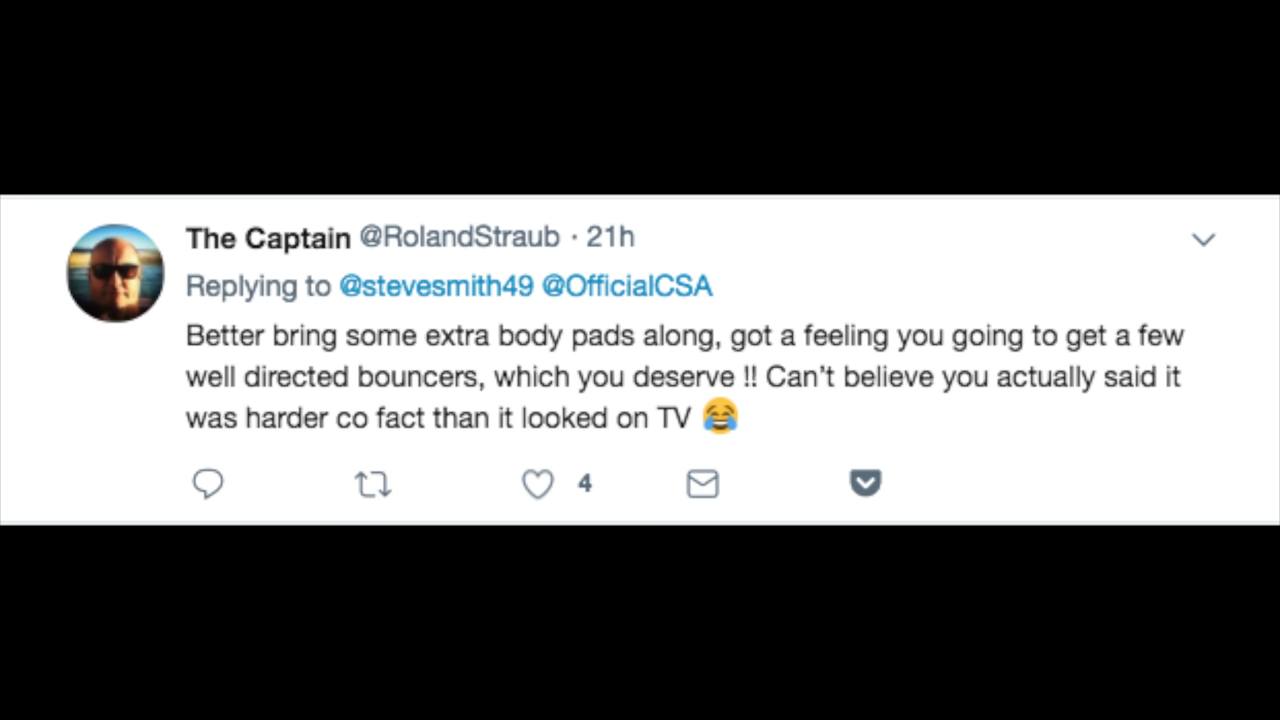 The Captain @RolandStraub · 21h
Replying to @stevesmith49 @OfficialCSA
Better bring some extra body pads along, got a feeling you going to get a few
well directed bouncers, which you deserve !! Can’t believe you actually said it
was harder co fact than it looked on TV 😂
4